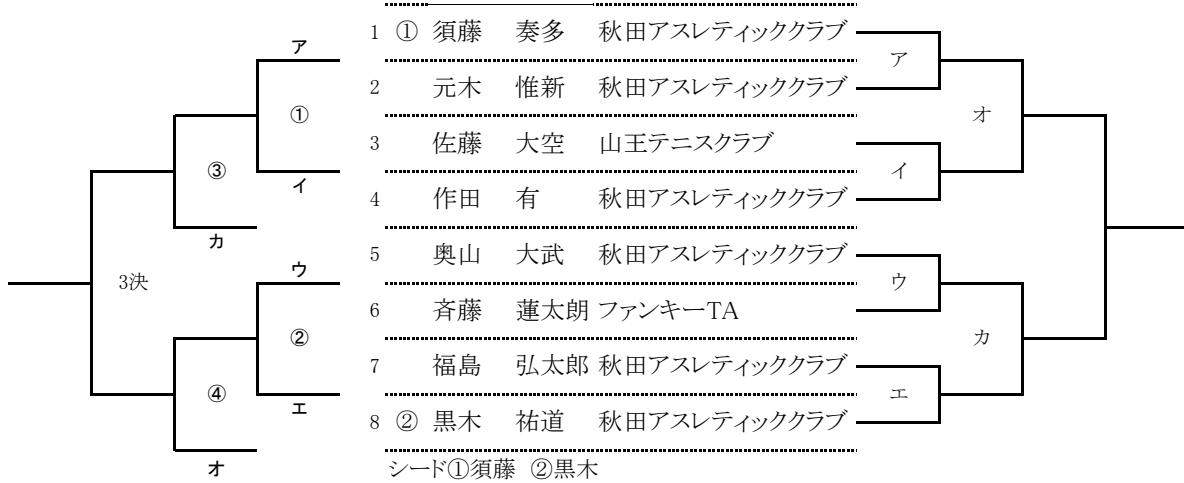 1 ① 須藤 奏多 秋田アスレティッククラブ
ア
ア
2 元木 惟新 秋田アスレティッククラブ
①
オ
3 佐藤 大空 山王テニスクラブ
③
イ
イ
4 作田 有 秋田アスレティッククラブ
カ
5 奥山 大武 秋田アスレティッククラブ
ウ
3決
ウ
6 斉藤 蓮太朗 ファンキーTA
②
カ
7 福島 弘太郎 秋田アスレティッククラブ
④
エ
エ
8 ② 黒木 祐道 秋田アスレティッククラブ
オ
シード①須藤 ②黒木